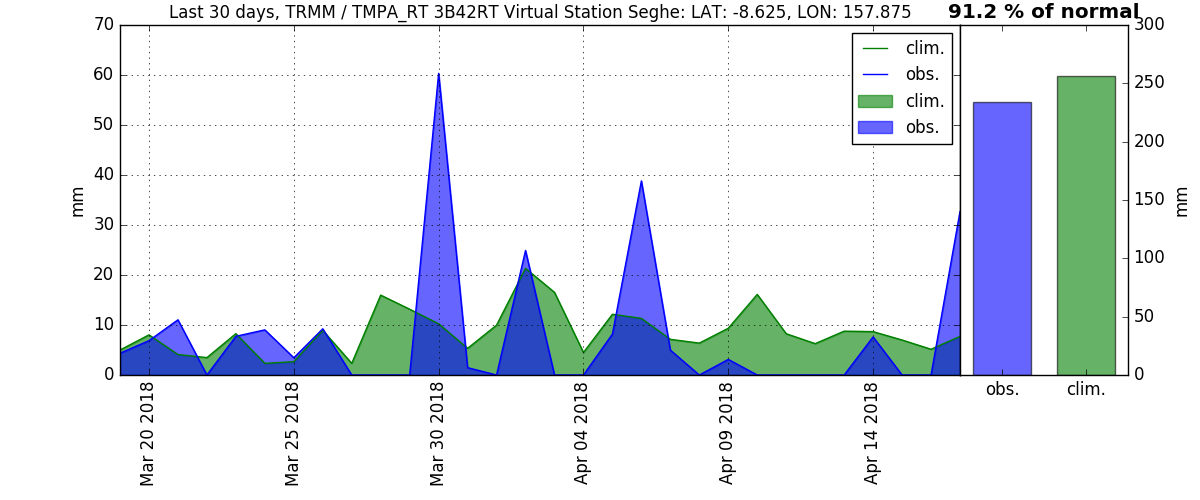 Last 30 days, TRMM / TMPA_RT 3B42RT Virtual Station Seghe: LAT: -8.625, LON: 157.875
91.2 % of normal
70
60
50
40
30
20
10
0
mm
clim.
obs.
clim.
obs.
300
250
200
150
100
50
0
mm
obs.
clim.
Mar 20 2018
Mar 25 2018
Mar 30 2018
Apr 04 2018
Apr 09 2018
Apr 14 2018